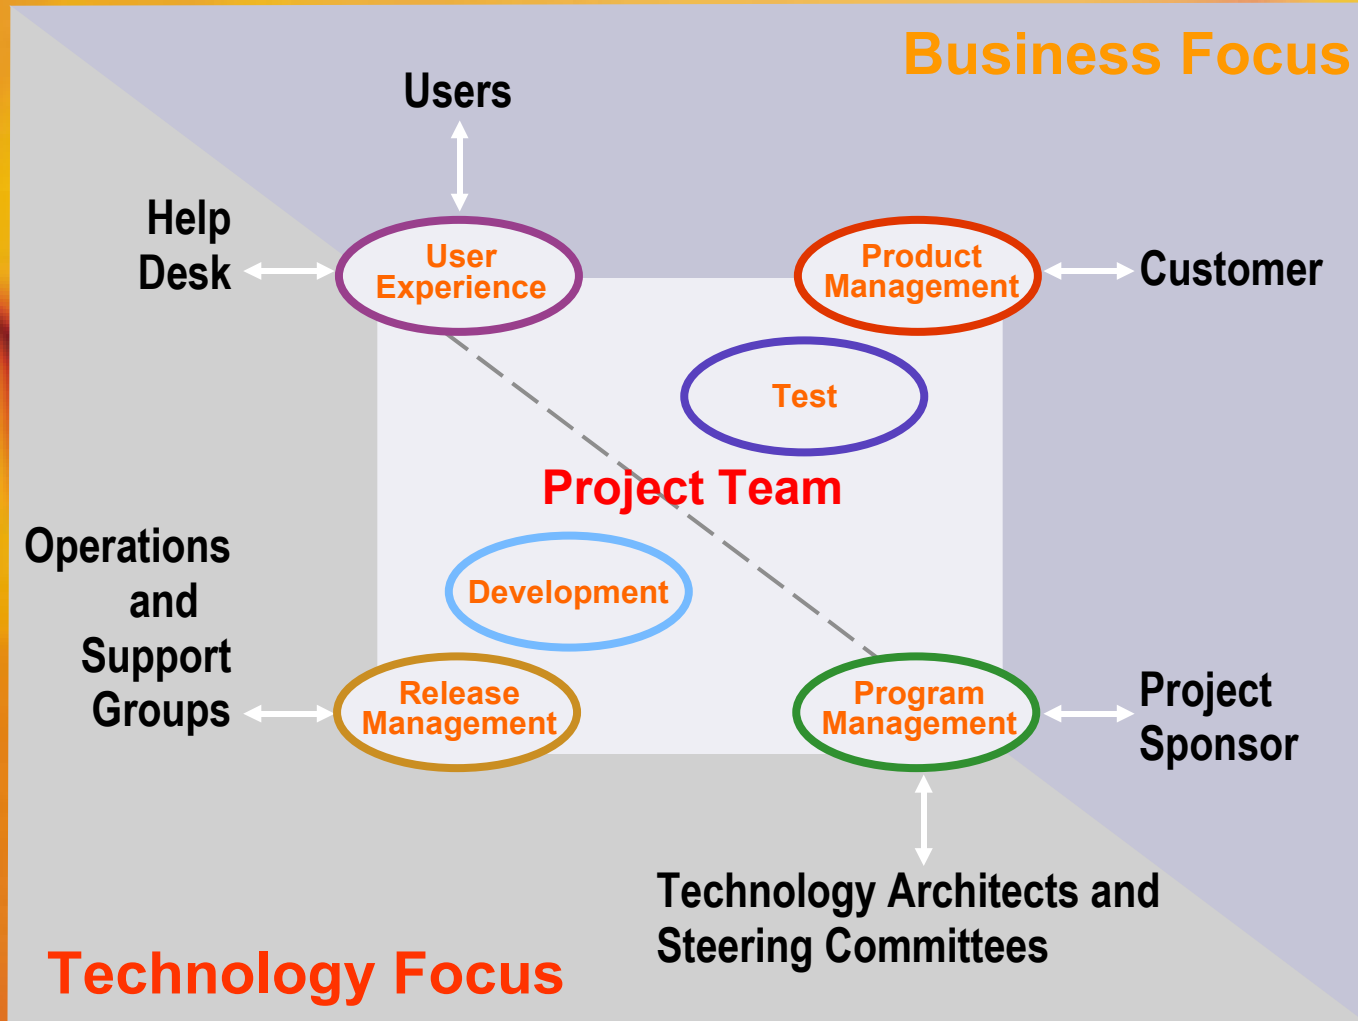 Business Focus
Users
Help
Desk
User
Experience
Product
Management
Customer
Test
Project Team
Operations
and
Support
Groups
Development
Release
Management
Program
Management
Project
Sponsor
Technology Architects and
Steering Committees
Technology Focus